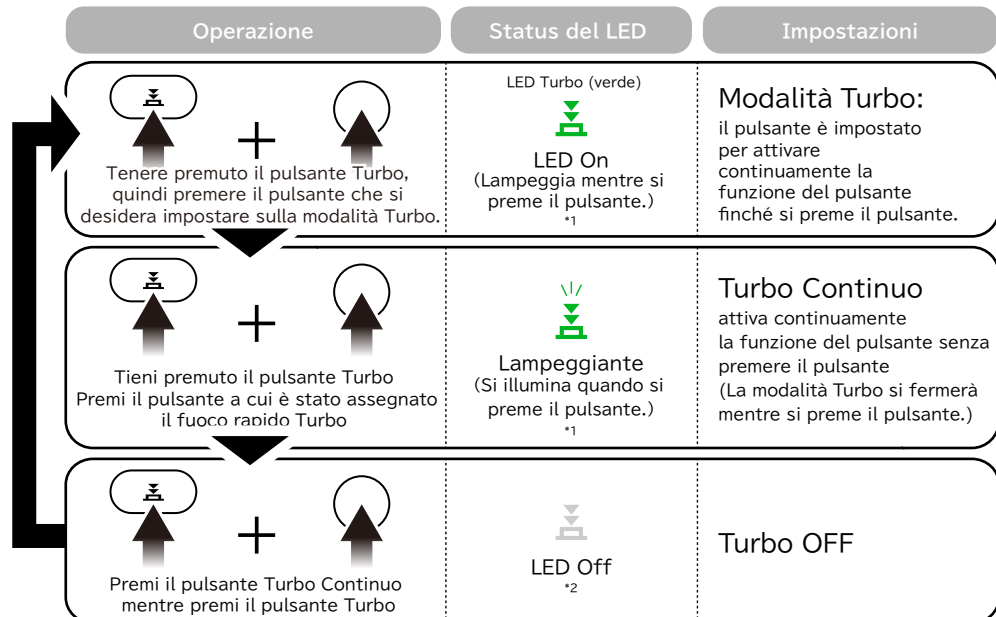 Operazione
Status del LED
Impostazioni
Tenere premuto il pulsante Turbo,
quindi premere il pulsante che si
desidera impostare sulla modalità Turbo.
LED Turbo (verde)
LED On
(Lampeggia mentre si
preme il pulsante.)
*1
Modalità Turbo:
il pulsante è impostato
per attivare
continuamente la
funzione del pulsante
finché si preme il pulsante.
Tieni premuto il pulsante Turbo
Premi il pulsante a cui è stato assegnato
il fuoco rapido Turbo
Lampeggiante
(Si illumina quando si
preme il pulsante.)
*1
Turbo Continuo
attiva continuamente
la funzione del pulsante senza
premere il pulsante
(La modalità Turbo si fermerà
mentre si preme il pulsante.)
Premi il pulsante Turbo Continuo
mentre premi il pulsante Turbo
LED Off
*2
Turbo OFF